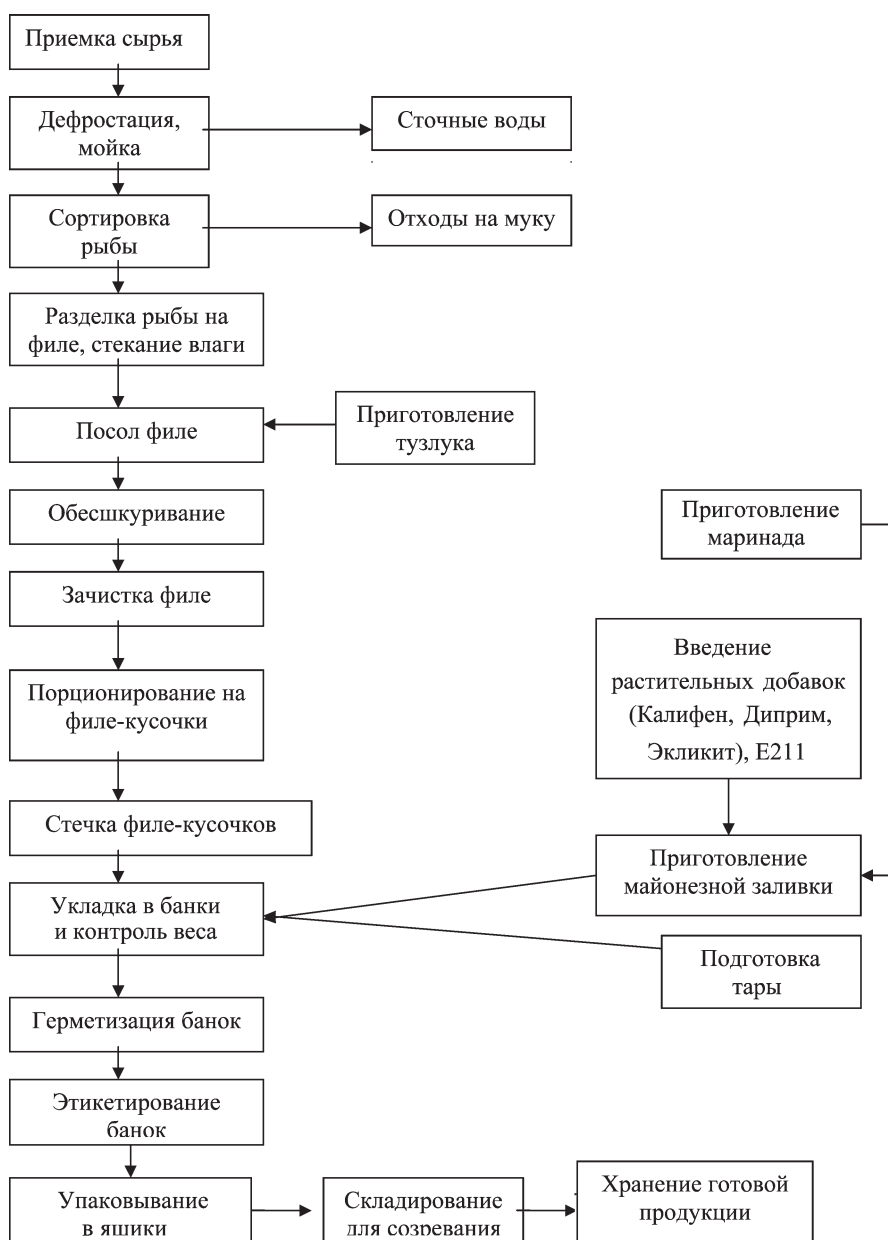 Приемка сырья
Дефростация,
мойка
Сточные воды
Сортировка
рыбы
Отходы на муку
Разделка рыбы на
филе, стекание влаги
Посол филе
Приготовление
тузлука
Обесшкуривание
Приготовление
маринада
Зачистка филе
Порционирование на
филе-кусочки
Введение
растительных добавок
(Калифен, Диприм,
Экликит), Е211
Стечка филе-кусочков
Приготовление
майонезной заливки
Укладка в банки
и контроль веса
Подготовка
тары
Герметизация банок
Этикетирование
банок
Упаковывание
в ящики
Складирование
для созревания
Хранение готовой
продукции